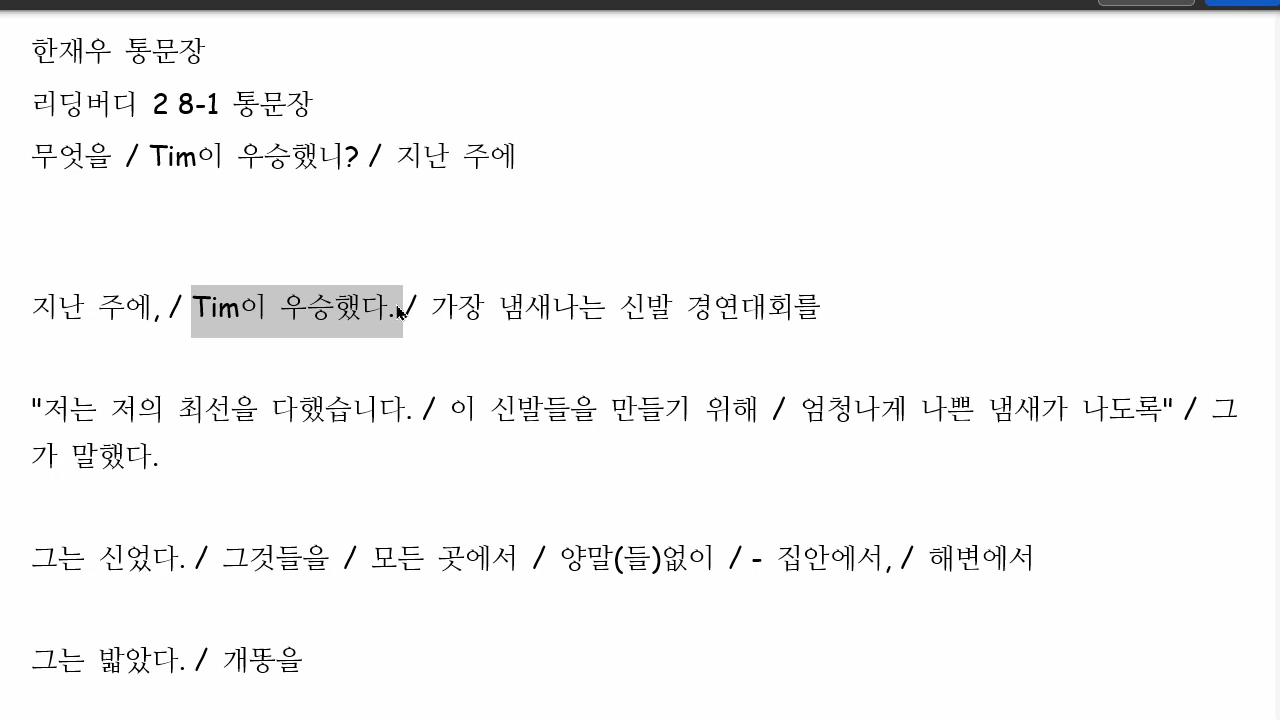 한재우 통문장
리딩버디 2 8-1 통문장
무엇을 / Tim이 우승했니? / 지난 주에
지난 주에, / Tim이 우승했다. / 가장 냄새나는 신발 경연대회를
"저는 저의 최선을 다했습니다. / 이 신발들을 만들기 위해 / 엄청나게 나쁜 냄새가 나도록" / 그
가 말했다.
그는 신었다. / 그것들을 / 모든 곳에서 / 양말(들)없이 / - 집안에서, / 해변에서
그는 밟았다. / 개똥을